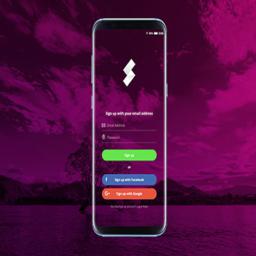 Sign up with your email address
Email Address
Password
Sign up
or
f Sign up with Facebook
G+ Sign up with Google